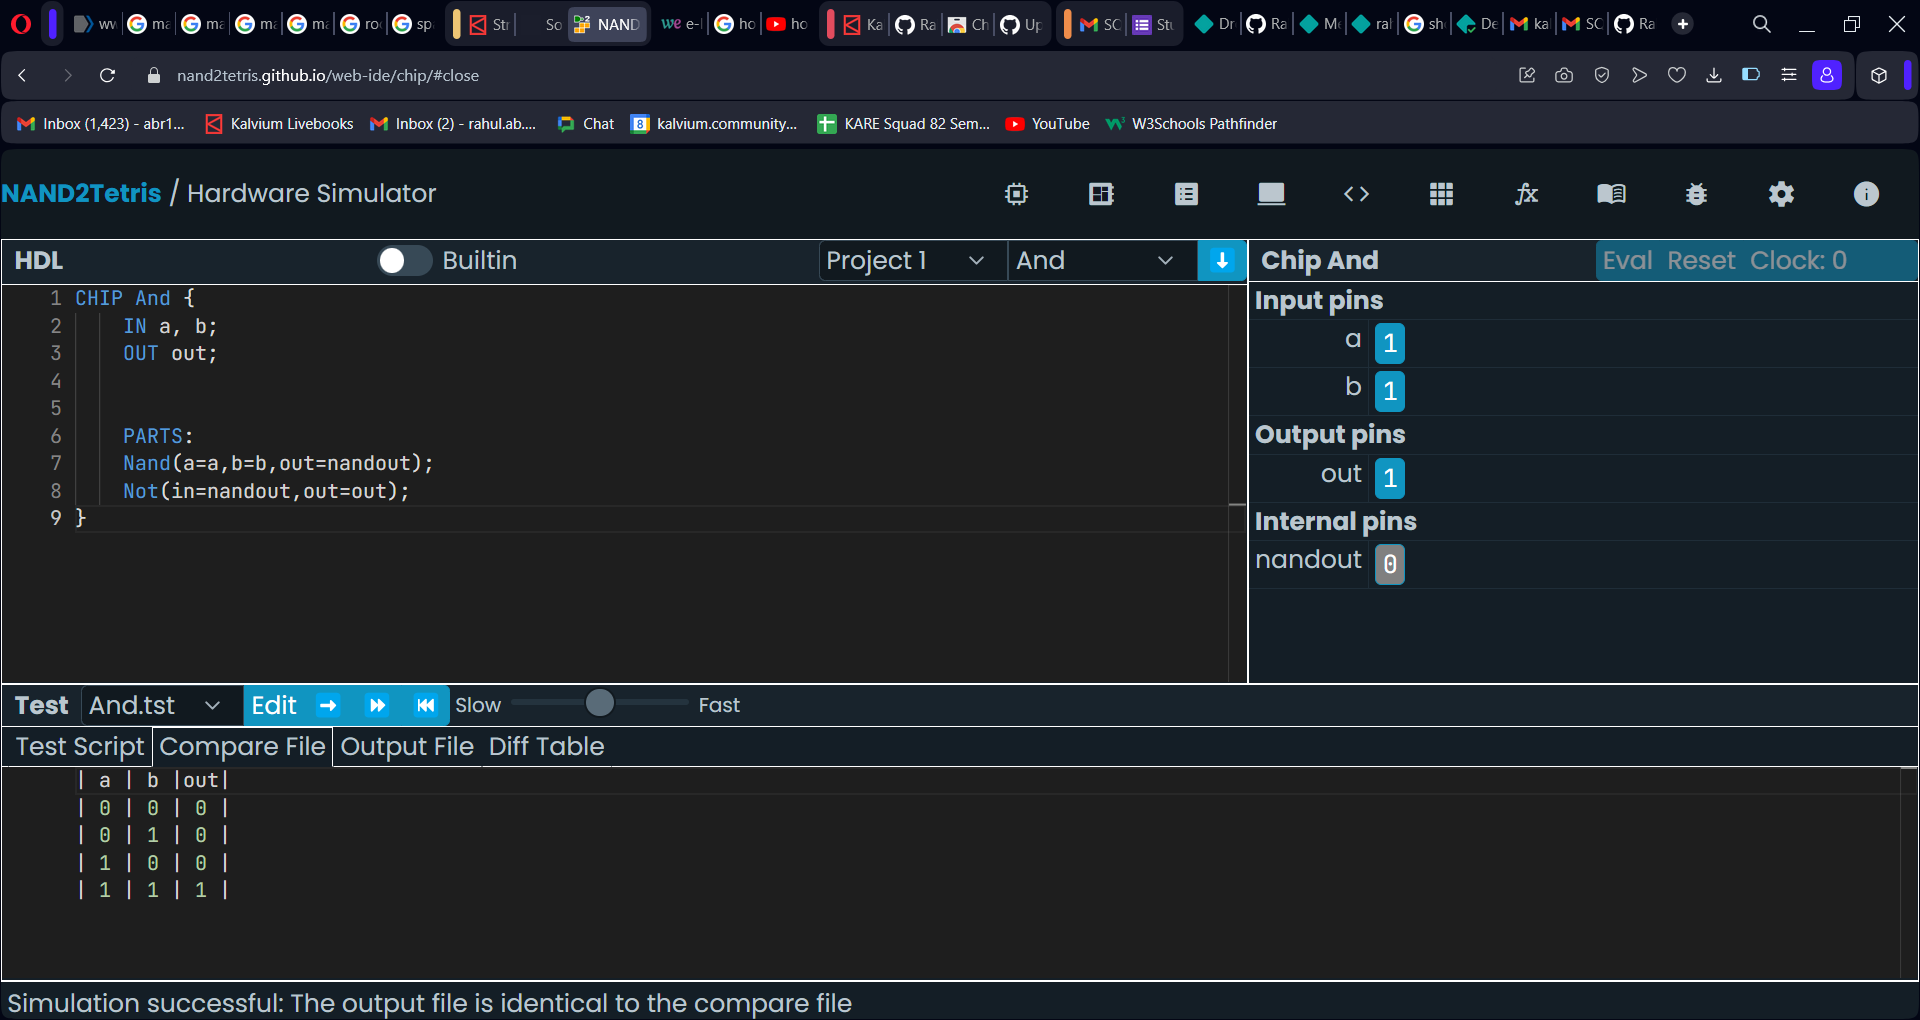 ww
ma
ma
ma
ma
roo
sp
Str
So
NAND
e-l
ho
ho
Ka
Ra
Ch
Up
SC
Stu
Dr
Ra
Me
ral
sh
De
kal
SC
Ra
nand2tetris.github.io/web-ide/chip/#close
Inbox (1,423) - abr1... Kalvium Livebooks Inbox (2) - rahul.ab.... Chat 8 kalvium.community... KARE Squad 82 Sem... YouTube W3Schools Pathfinder
NAND2Tetris / Hardware Simulator
HDL Builtin Project 1 And
1 CHIP And {
2 IN a, b;
3 OUT out;
4
5
6 PARTS:
7 Nand(a=a,b=b,out=nandout);
8 Not(in=nandout,out=out);
9 }
Chip And Eval Reset Clock: 0
Input pins
a 1
b 1
Output pins
out 1
Internal pins
nandout 0
Test And.tst Edit Slow Fast
Test Script Compare File Output File Diff Table
| a | b |out|
| 0 | 0 | 0 |
| 0 | 1 | 0 |
| 1 | 0 | 0 |
| 1 | 1 | 1 |
Simulation successful: The output file is identical to the compare file